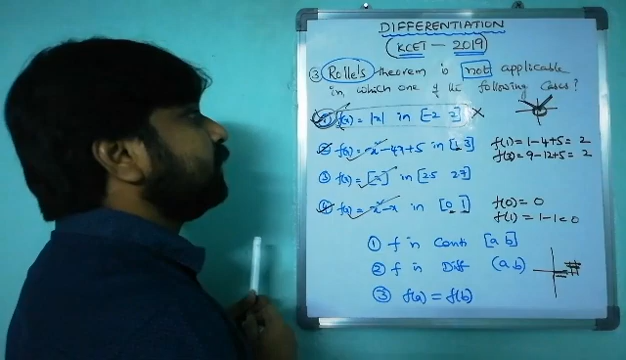 DIFFERENTIATION
KCET - 2019
③ Rolle's theorem is not applicable
in which one of the following cases?
① f(x) = |x| in [-2 2] ×
② f(x) = x² - 4x + 5 in [1 3]
f(1) = 1 - 4 + 5 = 2
f(3) = 9 - 12 + 5 = 2
③ f(x) = [x] in [2.5 2.7]
④ f(x) = x² - x in [0 1]
f(0) = 0
f(1) = 1 - 1 = 0
① f in Conti [a b]
② f in Diff (a, b)
③ f(a) = f(b)